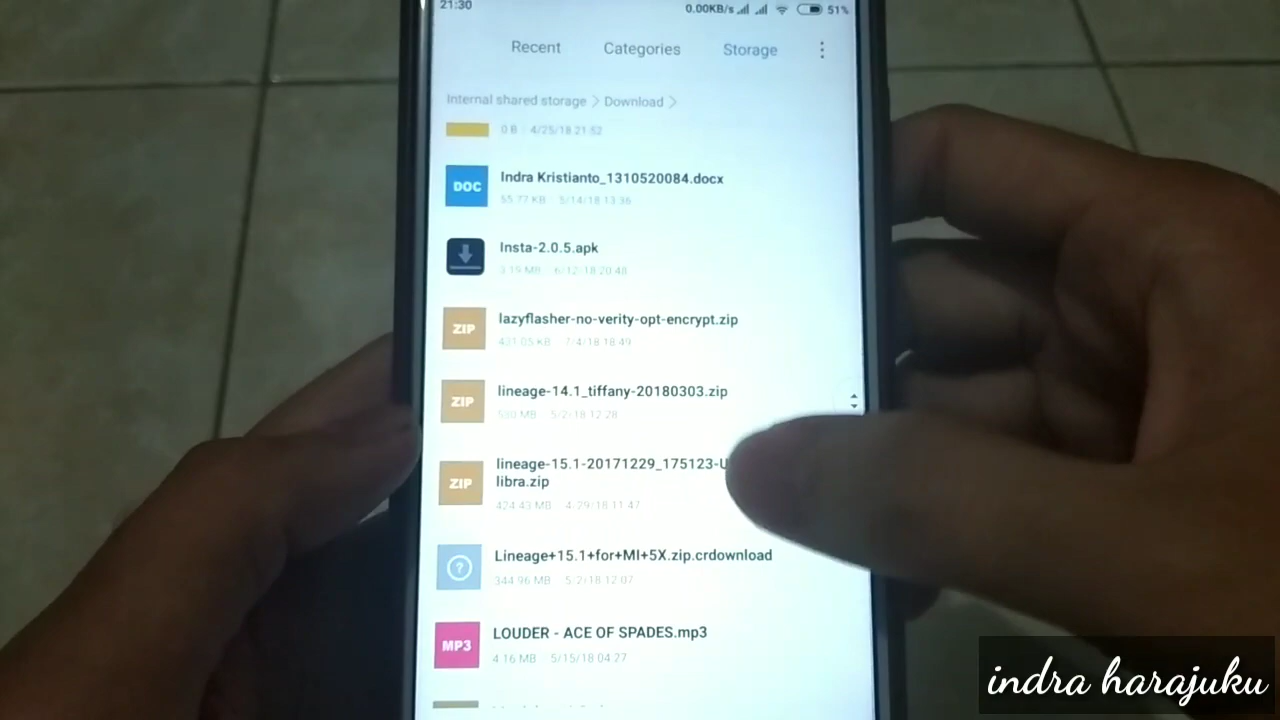 21:30
0.00KB/s
51%
Recent
Categories
Storage
Internal shared storage > Download >
0 B 4/25/18 21:52
Indra Kristianto_1310520084.docx
DOC
55.77 KB 5/14/18 13:36
Insta-2.0.5.apk
3.19 MB 6/12/18 20:48
lazyflasher-no-verity-opt-encrypt.zip
ZIP
431.05 KB 7/4/18 18:49
lineage-14.1_tiffany-20180303.zip
ZIP
530 MB 5/2/18 12:28
lineage-15.1-20171229_175123-U
libra.zip
ZIP
424.43 MB 4/29/18 11:47
Lineage+15.1+for+MI+5X.zip.crdownload
?
344.96 MB 5/2/18 12:07
LOUDER - ACE OF SPADES.mp3
MP3
4.16 MB 5/15/18 04:27
indra harajuku